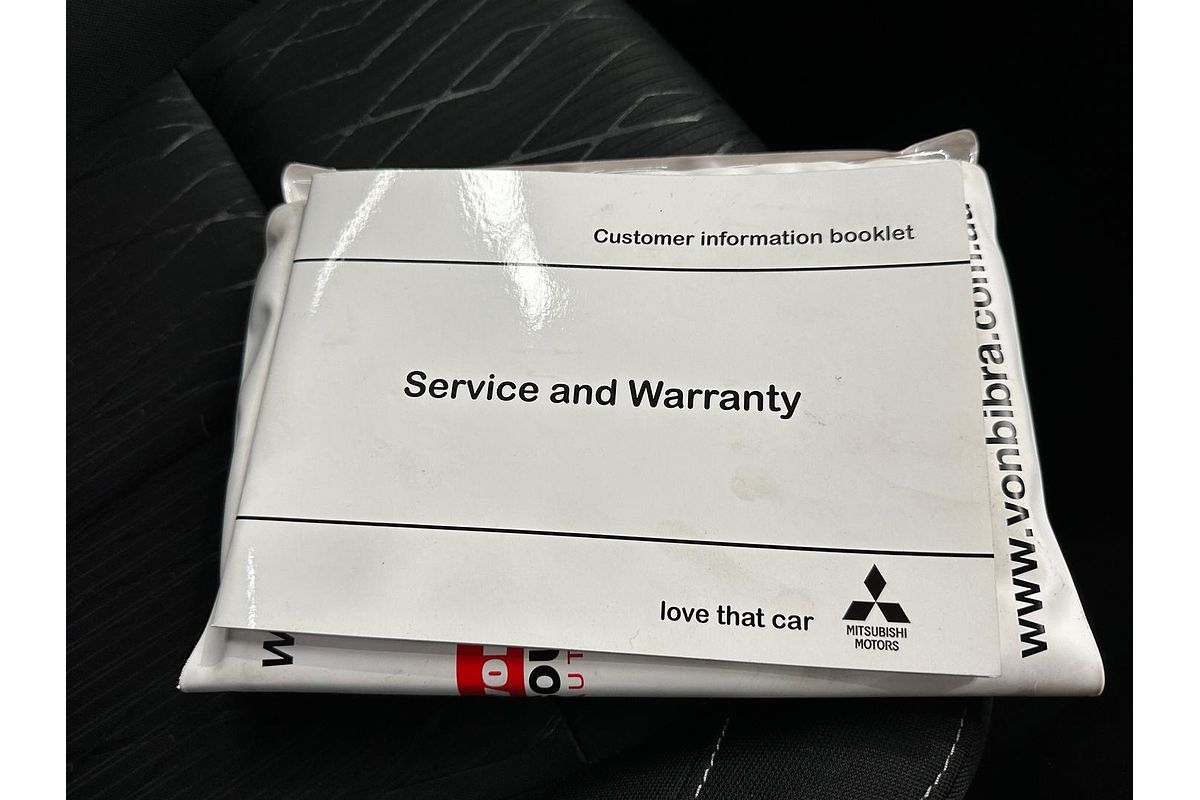 Customer information booklet
Service and Warranty
love that car
MITSUBISHI
MOTORS
www.vonbibra.com.au